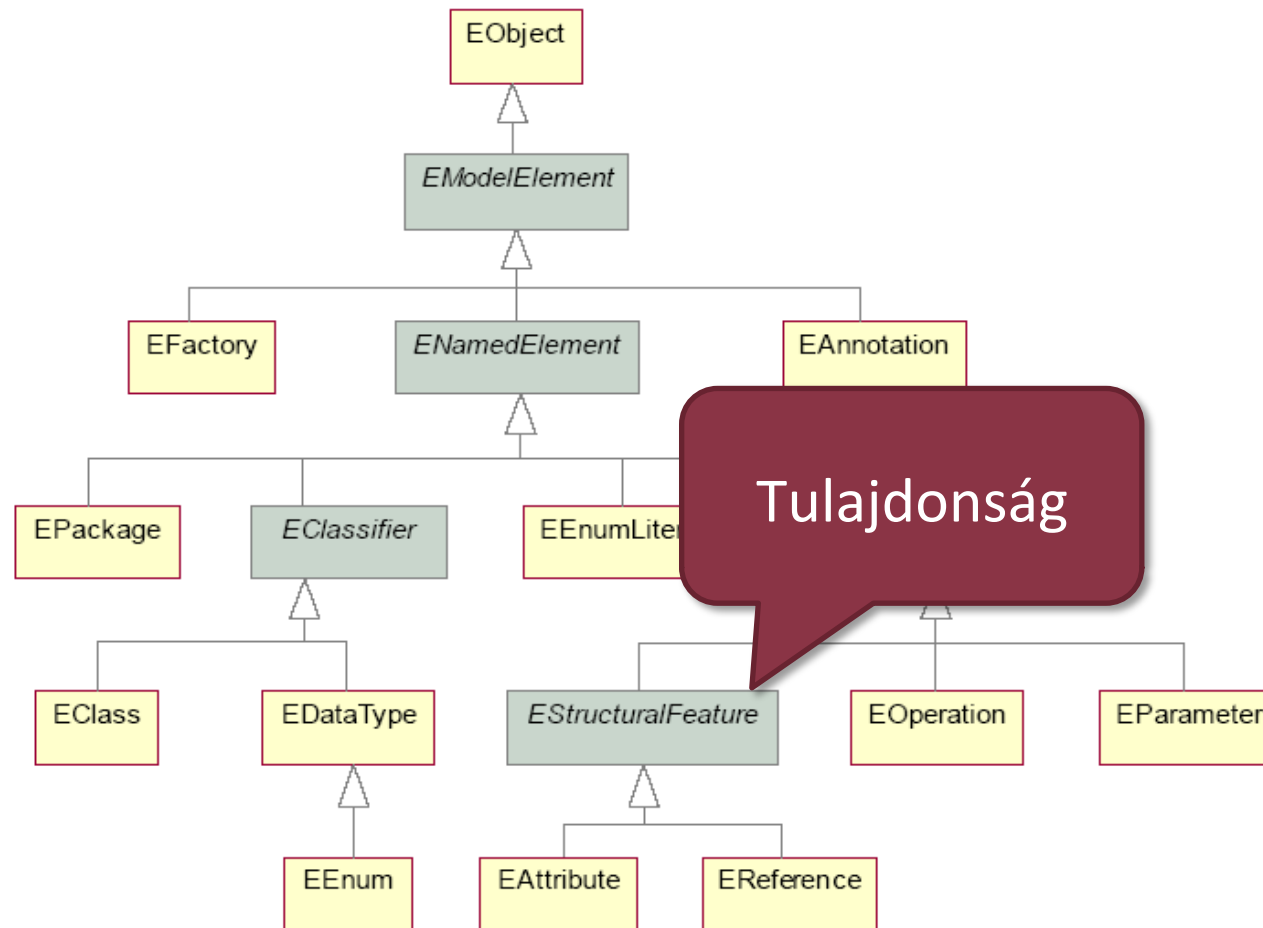 EObject
EModelElement
EFactory
ENamedElement
EAnnotation
EPackage
EClassifier
EEnumLiter
Tulajdonság
EClass
EDataType
EStructuralFeature
EOperation
EParameter
EEnum
EAttribute
EReference